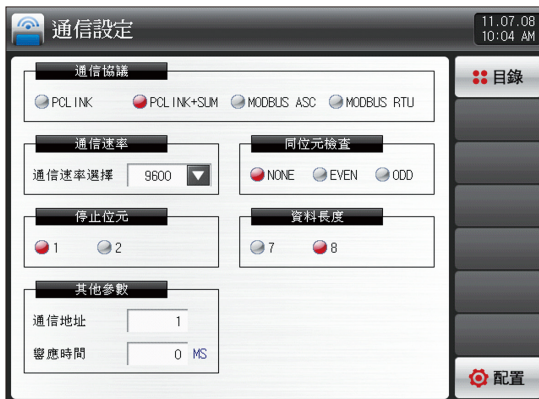 通信設定
11.07.08
10:04 AM
通信協議
PCLINK PCLINK+SUM MODBUS ASC MODBUS RTU
通信速率
通信速率選擇 9600
同位元檢查
NONE EVEN ODD
停止位元
1 2
資料長度
7 8
其他參數
通信地址 1
響應時間 0 MS
目錄
配置